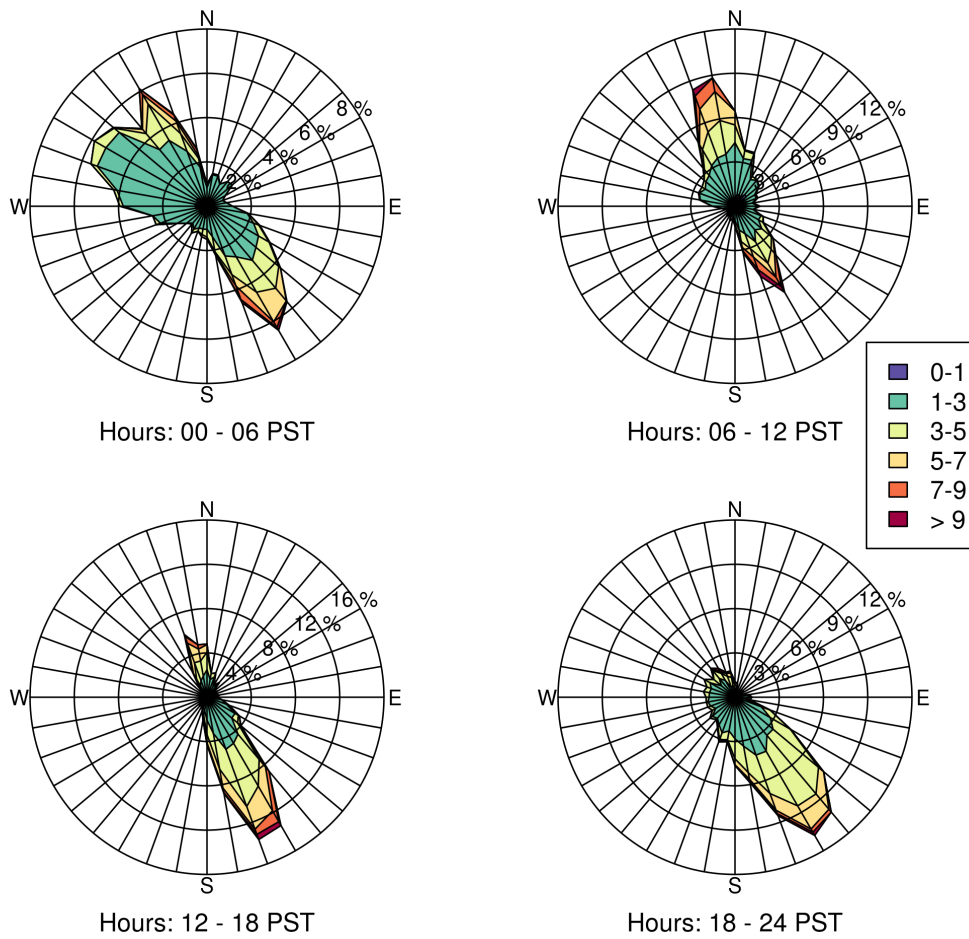 N
8 %
6 %
4 %
2 %
W
E
S
Hours: 00 - 06 PST
N
12 %
9 %
6 %
3 %
W
E
S
Hours: 06 - 12 PST
0-1
1-3
3-5
5-7
7-9
> 9
N
16 %
12 %
8 %
4 %
W
E
S
Hours: 12 - 18 PST
N
12 %
9 %
6 %
3 %
W
E
S
Hours: 18 - 24 PST